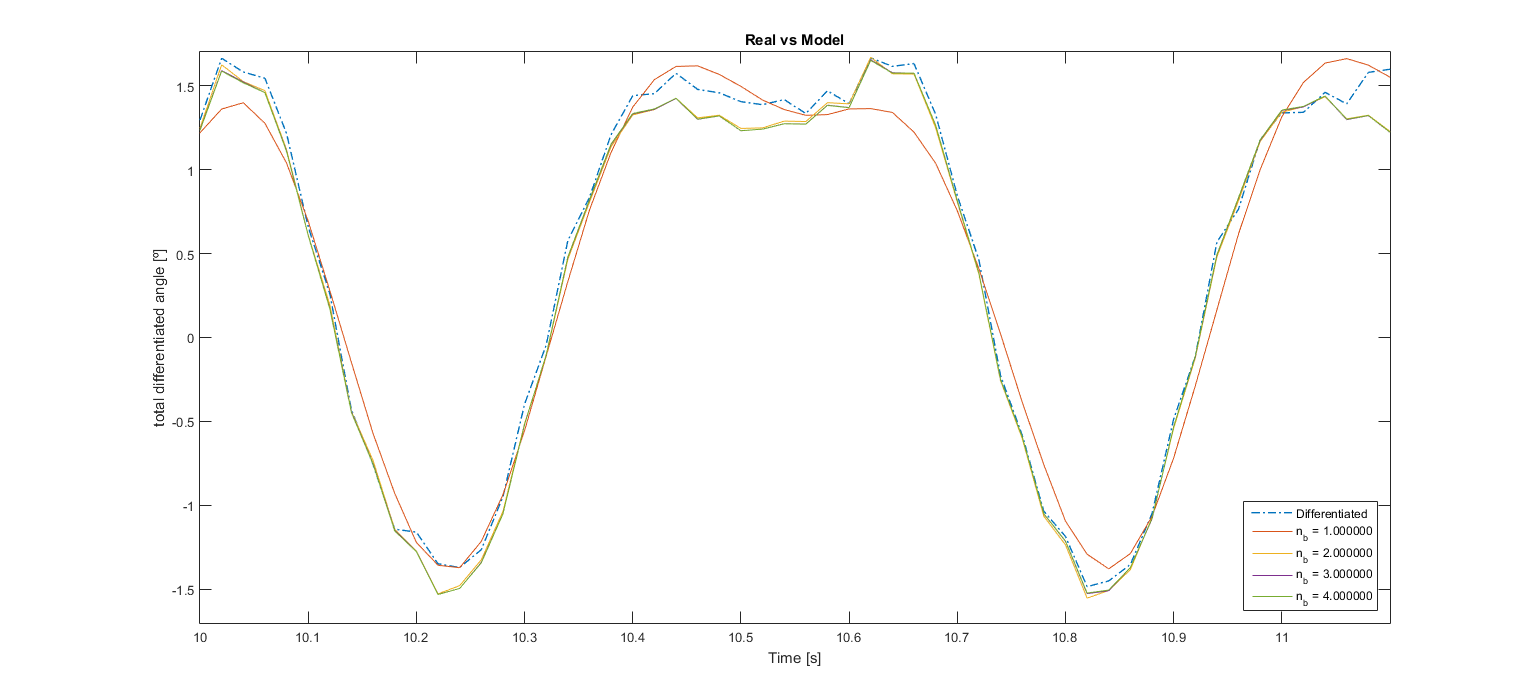 Real vs Model
total differentiated angle [º]
1.5
1
0.5
0
-0.5
-1
-1.5
10
10.1
10.2
10.3
10.4
10.5
10.6
10.7
10.8
10.9
11
Time [s]
Differentiated
n_b = 1.000000
n_b = 2.000000
n_b = 3.000000
n_b = 4.000000